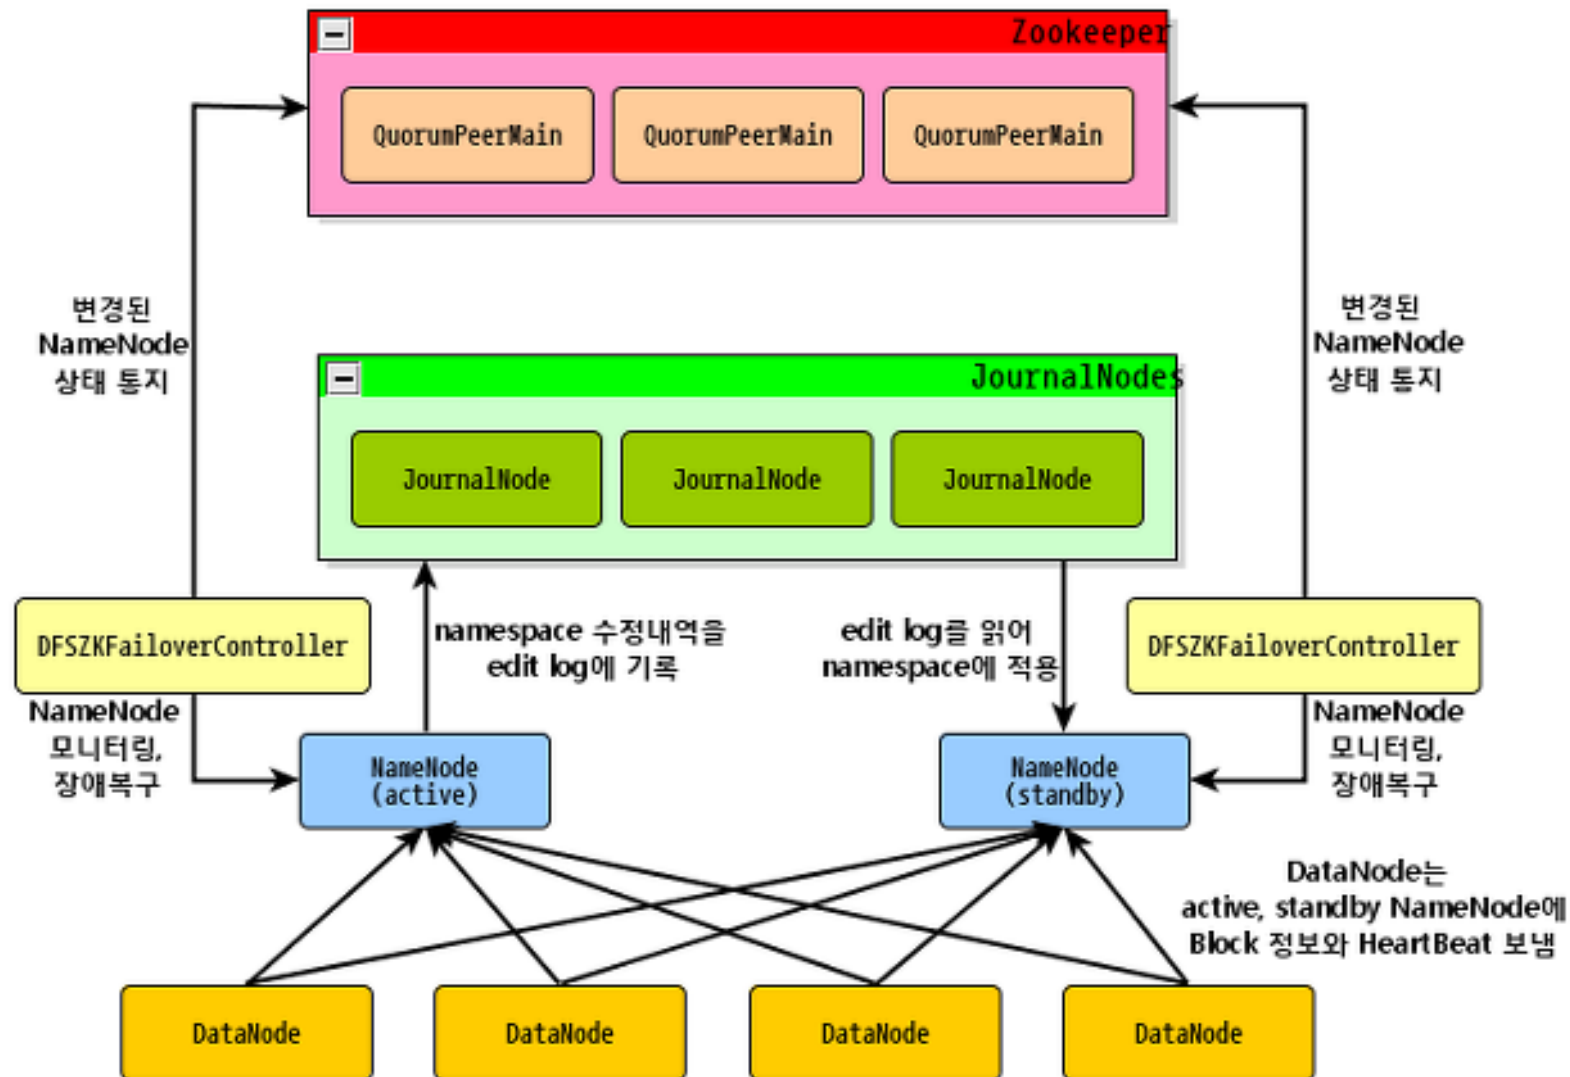 Zookeeper
QuorumPeerMain
QuorumPeerMain
QuorumPeerMain
변경된
NameNode
상태 통지
변경된
NameNode
상태 통지
JournalNodes
JournalNode
JournalNode
JournalNode
DFSZKFailoverController
namespace 수정내역을
edit log에 기록
edit log를 읽어
namespace에 적용
DFSZKFailoverController
NameNode
모니터링,
장애복구
NameNode
(active)
NameNode
(standby)
NameNode
모니터링,
장애복구
DataNode는
active, standby NameNode에
Block 정보와 HeartBeat 보냄
DataNode
DataNode
DataNode
DataNode